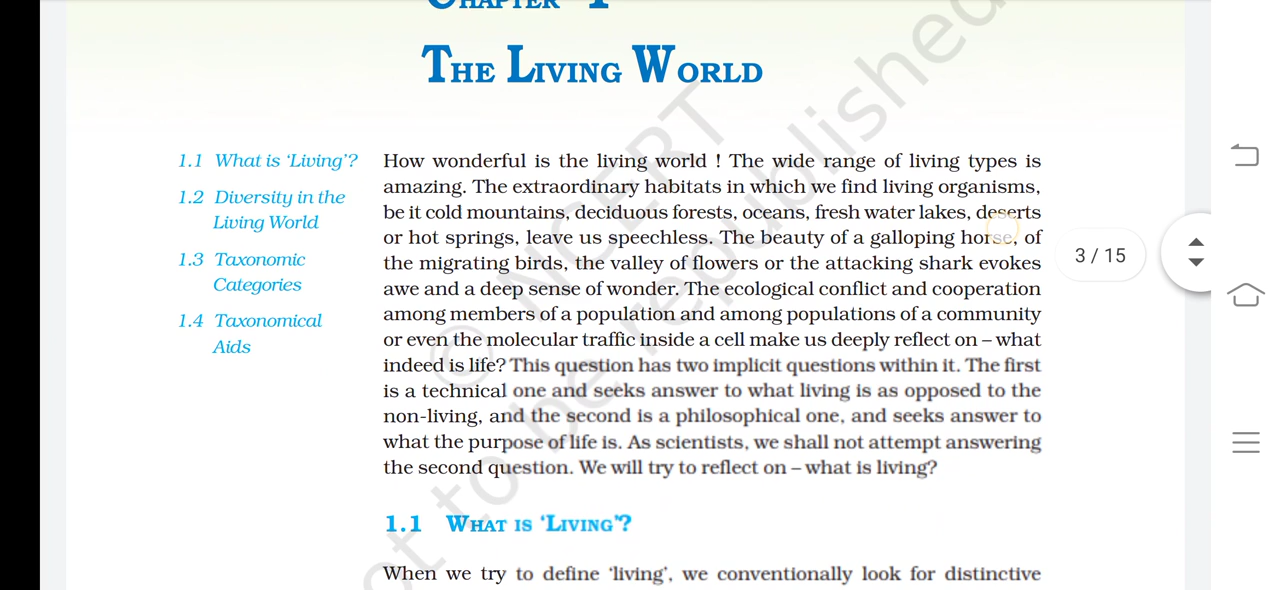 CHAPTER 1
THE LIVING WORLD
1.1 What is ‘Living’?
1.2 Diversity in the
Living World
1.3 Taxonomic
Categories
1.4 Taxonomical
Aids
How wonderful is the living world ! The wide range of living types is
amazing. The extraordinary habitats in which we find living organisms,
be it cold mountains, deciduous forests, oceans, fresh water lakes, deserts
or hot springs, leave us speechless. The beauty of a galloping horse, of
the migrating birds, the valley of flowers or the attacking shark evokes
awe and a deep sense of wonder. The ecological conflict and cooperation
among members of a population and among populations of a community
or even the molecular traffic inside a cell make us deeply reflect on – what
indeed is life? This question has two implicit questions within it. The first
is a technical one and seeks answer to what living is as opposed to the
non-living, and the second is a philosophical one, and seeks answer to
what the purpose of life is. As scientists, we shall not attempt answering
the second question. We will try to reflect on – what is living?
1.1 WHAT IS ‘LIVING’?
When we try to define ‘living’, we conventionally look for distinctive
3 / 15
© NCERT
not to be republished